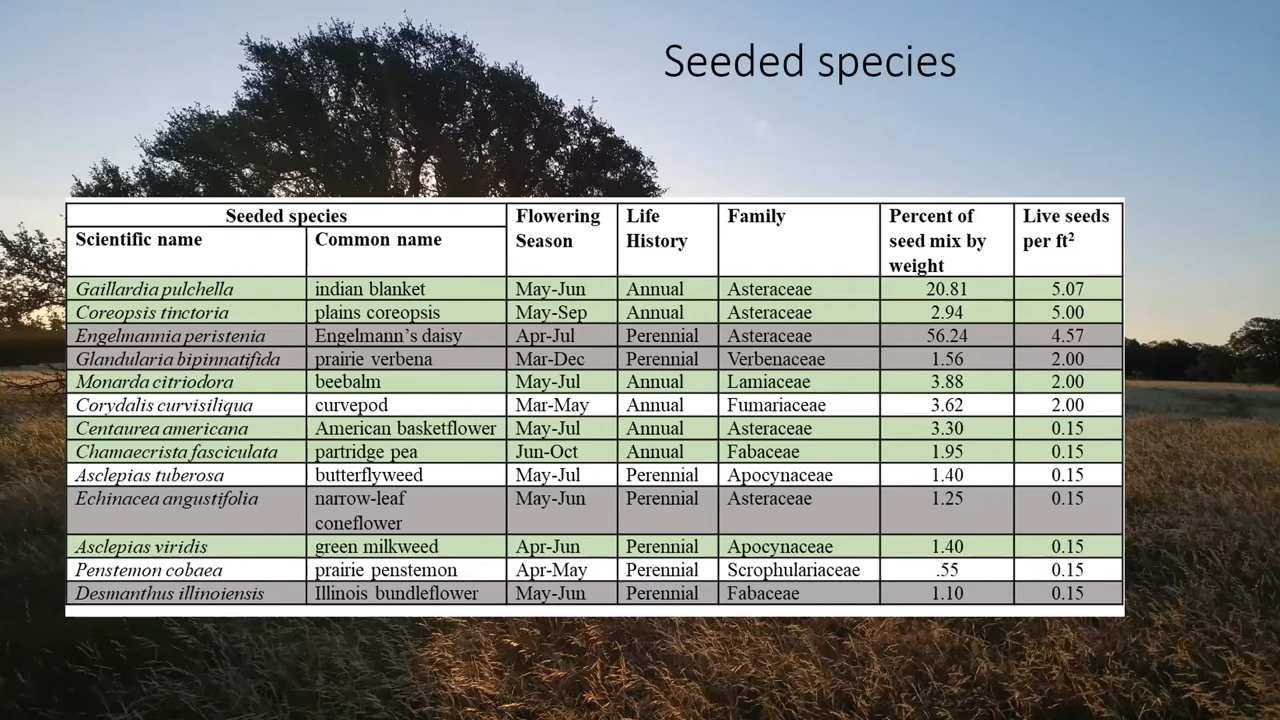 Seeded species
Seeded species Flowering Season Life History Family Percent of seed mix by weight Live seeds per ft²
Scientific name Common name
Gaillardia pulchella indian blanket May-Jun Annual Asteraceae 20.81 5.07
Coreopsis tinctoria plains coreopsis May-Sep Annual Asteraceae 2.94 5.00
Engelmannia peristenia Engelmann’s daisy Apr-Jul Perennial Asteraceae 56.24 4.57
Glandularia bipinnatifida prairie verbena Mar-Dec Perennial Verbenaceae 1.56 2.00
Monarda citriodora beebalm May-Jul Annual Lamiaceae 3.88 2.00
Corydalis curvisiliqua curvepod Mar-May Annual Fumariaceae 3.62 2.00
Centaurea americana American basketflower May-Jul Annual Asteraceae 3.30 0.15
Chamaecrista fasciculata partridge pea Jun-Oct Annual Fabaceae 1.95 0.15
Asclepias tuberosa butterflyweed May-Jul Perennial Apocynaceae 1.40 0.15
Echinacea angustifolia narrow-leaf coneflower May-Jun Perennial Asteraceae 1.25 0.15
Asclepias viridis green milkweed Apr-Jun Perennial Apocynaceae 1.40 0.15
Penstemon cobaea prairie penstemon Apr-May Perennial Scrophulariaceae .55 0.15
Desmanthus illinoiensis Illinois bundleflower May-Jun Perennial Fabaceae 1.10 0.15